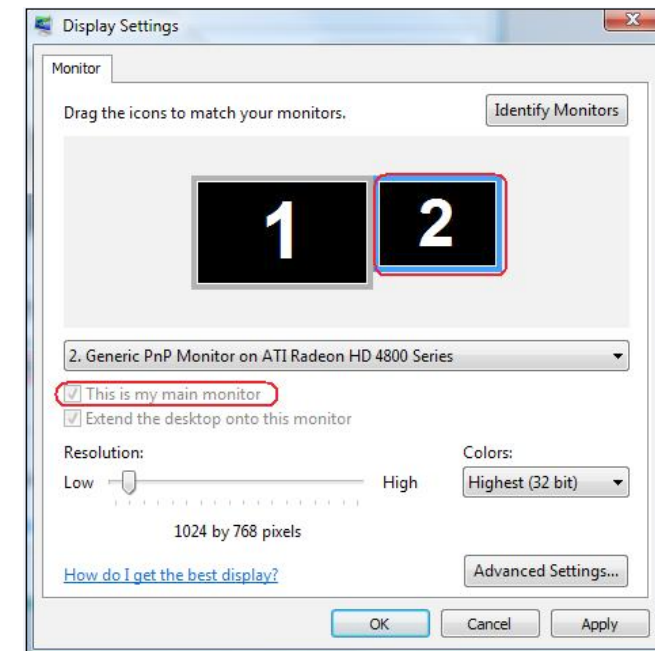 Display Settings
Monitor
Drag the icons to match your monitors.
Identify Monitors
1
2
2. Generic PnP Monitor on ATI Radeon HD 4800 Series
This is my main monitor
Extend the desktop onto this monitor
Resolution:
Colors:
Low
High
Highest (32 bit)
1024 by 768 pixels
How do I get the best display?
Advanced Settings...
OK
Cancel
Apply